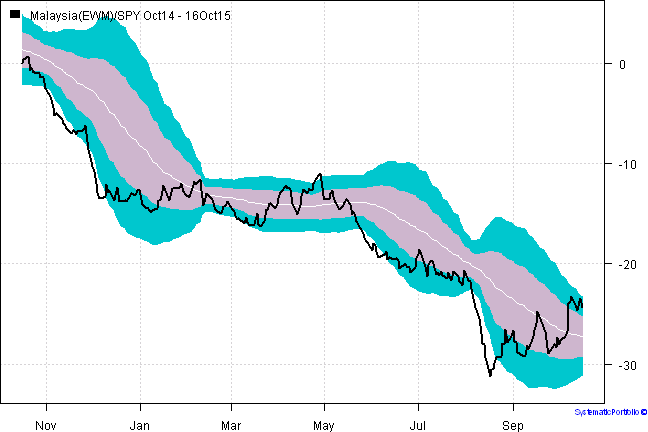 Malaysia(EWM)/SPY Oct14 - 16Oct15
0
-10
-20
-30
Nov Jan Mar May Jul Sep
SystematicPortfolio ©